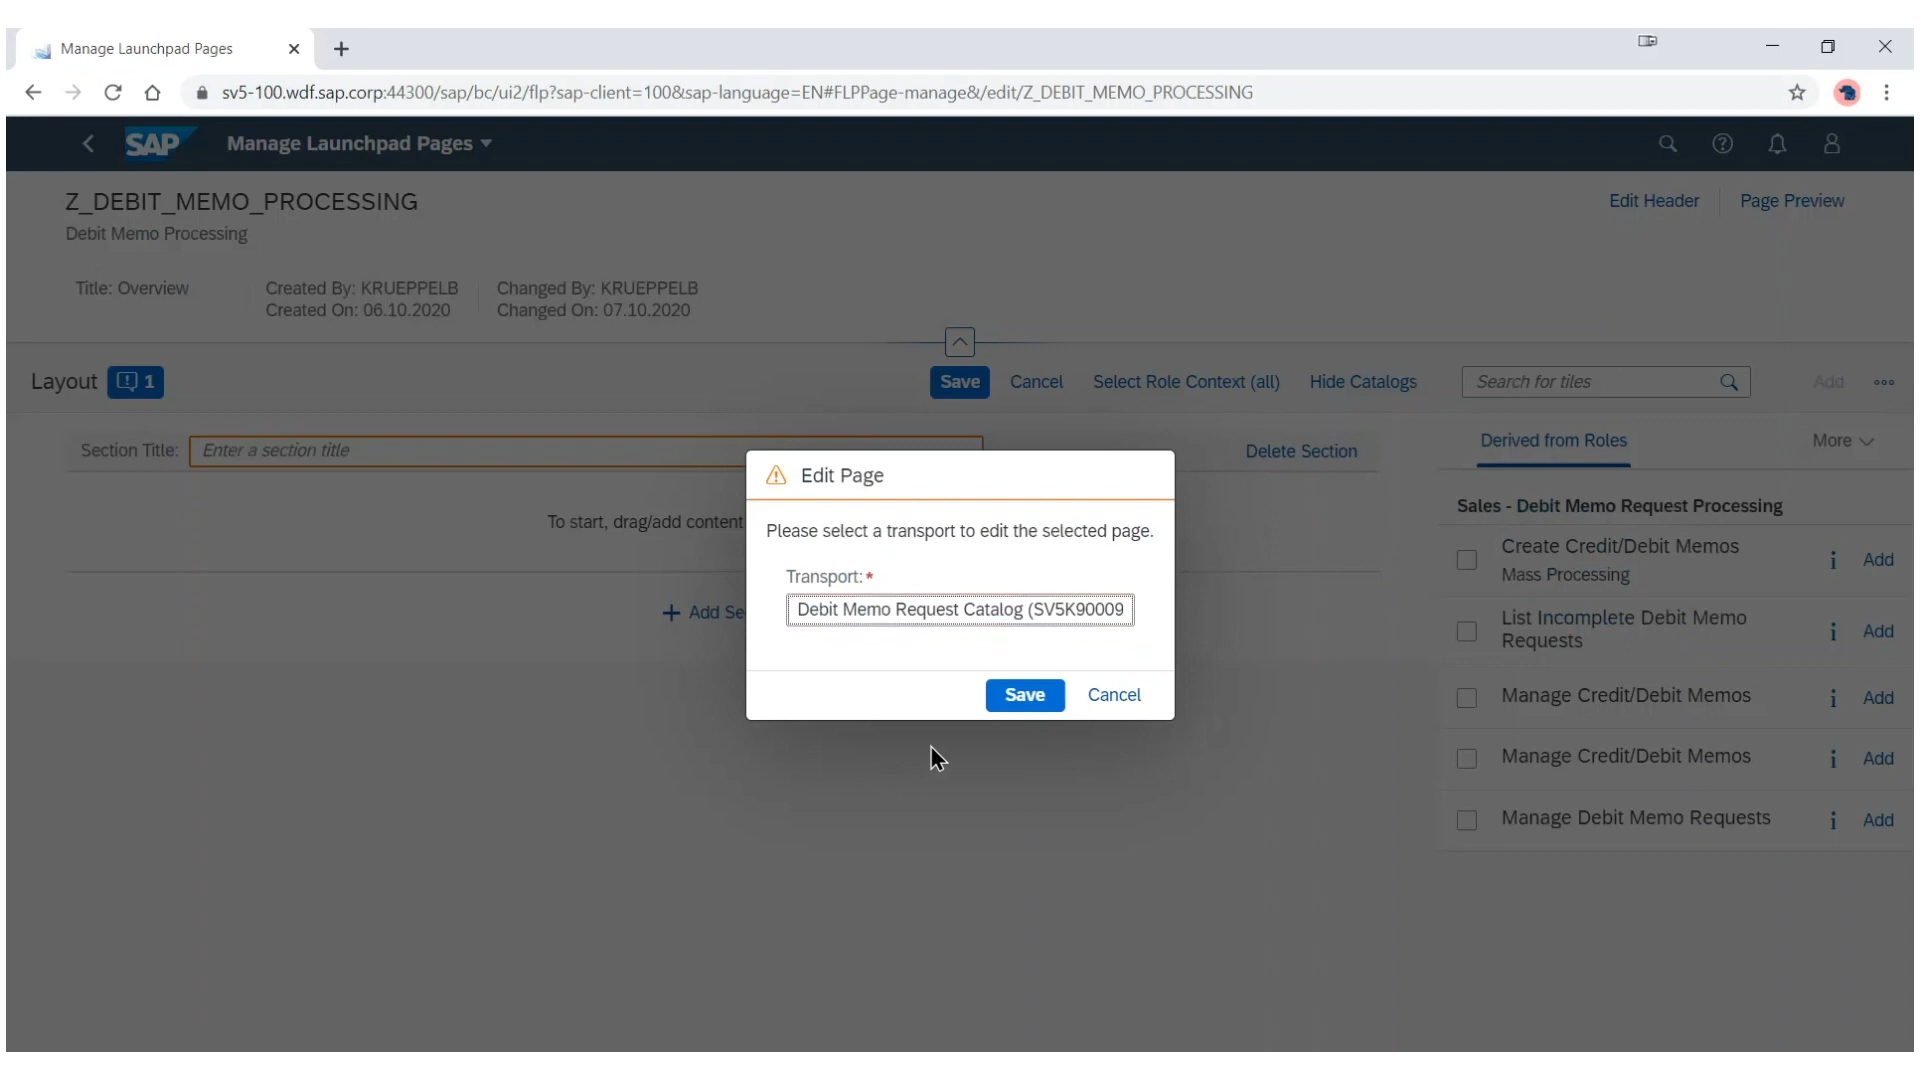 Manage Launchpad Pages
sv5-100.wdf.sap.corp:44300/sap/bc/ui2/flp?sap-client=100&sap-language=EN#FLPPage-manage&/edit/Z_DEBIT_MEMO_PROCESSING
SAP Manage Launchpad Pages
Z_DEBIT_MEMO_PROCESSING
Edit Header
Page Preview
Debit Memo Processing
Title: Overview
Created By: KRUEPPELB
Created On: 06.10.2020
Changed By: KRUEPPELB
Changed On: 07.10.2020
Layout 1
Save
Cancel
Select Role Context (all)
Hide Catalogs
Search for tiles
Add
Section Title: Enter a section title
Delete Section
To start, drag/add content
Add Se
Edit Page
Please select a transport to edit the selected page.
Transport:*
Debit Memo Request Catalog (SV5K90009
Save
Cancel
Derived from Roles
More
Sales - Debit Memo Request Processing
Create Credit/Debit Memos
Mass Processing
i Add
List Incomplete Debit Memo
Requests
i Add
Manage Credit/Debit Memos
i Add
Manage Credit/Debit Memos
i Add
Manage Debit Memo Requests
i Add